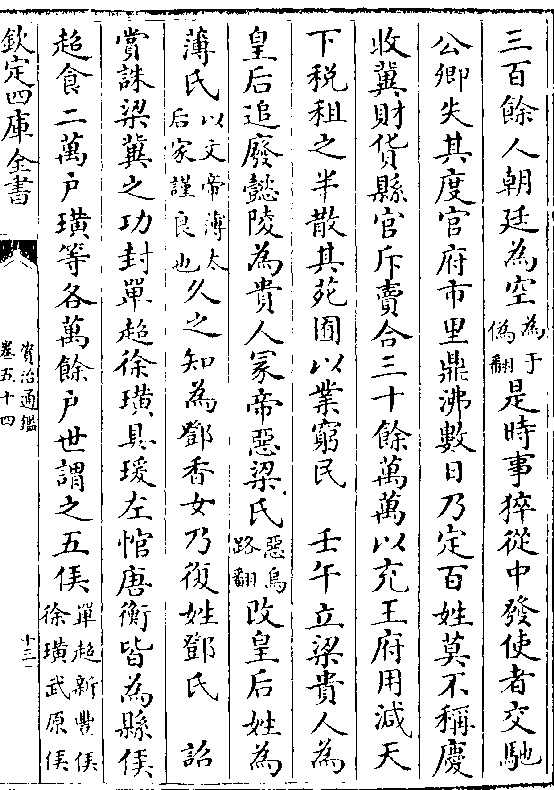 三百餘人朝廷為空為于偽翻是時事猝從中發使者交馳
公卿失其度官府市里鼎沸數日乃定百姓莫不稱慶
收冀財貨縣官斥賣合三十餘萬萬以充王府用減天
下稅租之半散其苑囿以業窮民　壬午立梁貴人為
皇后追廢懿陵為貴人冢帝惡梁氏惡烏路翻改皇后姓為
薄氏以文帝薄太后家謹良也久之知為鄧香女乃復姓鄧氏　詔
賞誅梁冀之功封單超徐璜具瑗左悺唐衡皆為縣侯
超食二萬戶璜等各萬餘戶世謂之五侯單超新豐侯徐璜武原侯
欽定四庫全書
資治通鑑
卷五十四
十三